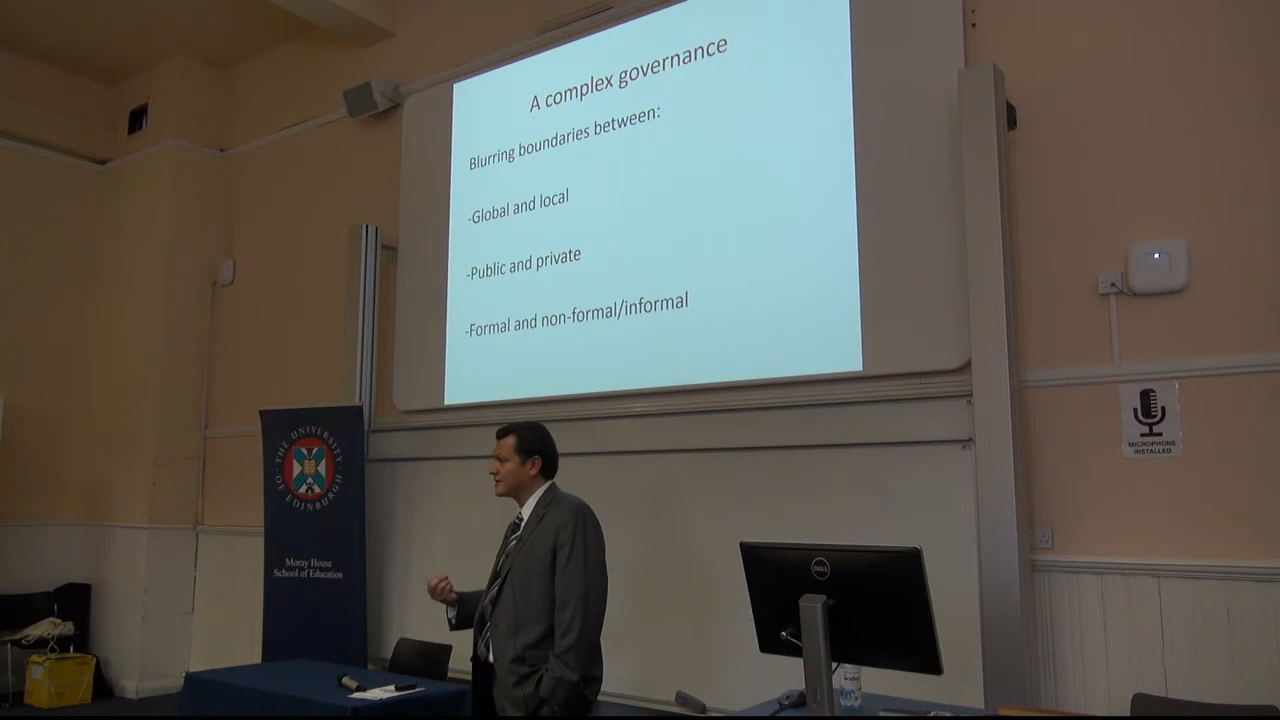 A complex governance
Blurring boundaries between:
-Global and local
-Public and private
-Formal and non-formal/informal
THE UNIVERSITY
OF EDINBURGH
Moray House
School of Education
MICROPHONE
INSTALLED
DELL
water